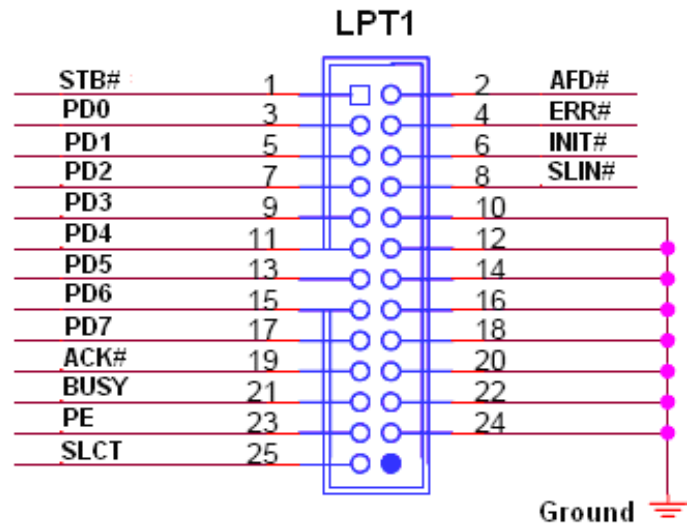 LPT1
STB# 1 2 AFD#
PD0 3 4 ERR#
PD1 5 6 INIT#
PD2 7 8 SLIN#
PD3 9 10
PD4 11 12
PD5 13 14
PD6 15 16
PD7 17 18
ACK# 19 20
BUSY 21 22
PE 23 24
SLCT 25
Ground